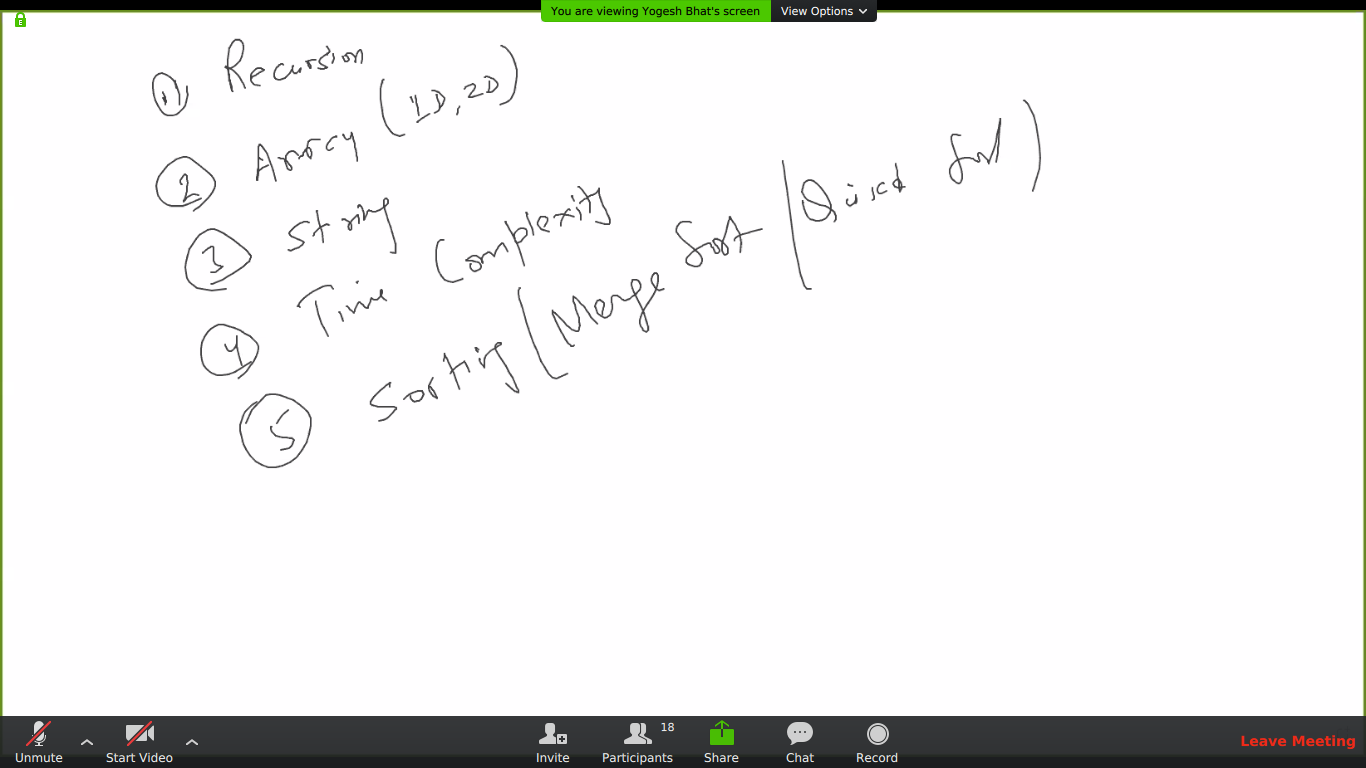 You are viewing Yogesh Bhat's screen View Options
1 Recursion
2 Array (1D, 2D)
3 String
4 Time Complexity
5 Sorting (Merge Sort (Quick Sort)
Unmute Start Video Invite Participants 18 Share Chat Record Leave Meeting